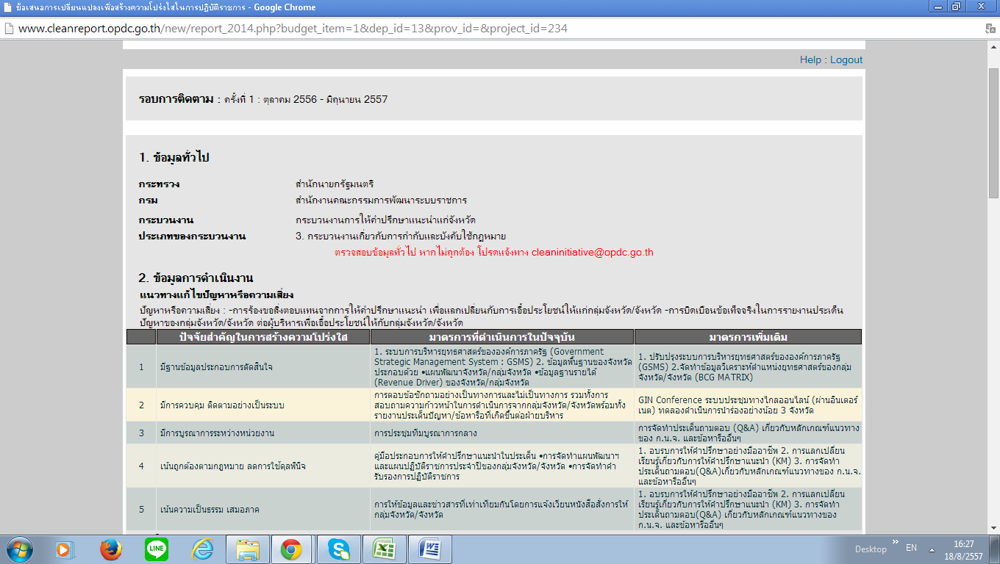 ข้อเสนอการเปลี่ยนแปลงเพื่อสร้างความโปร่งใสในการปฏิบัติราชการ - Google Chrome
www.cleanreport.opdc.go.th/new/report_2014.php?budget_item=1&dep_id=13&prov_id=&project_id=234
Help : Logout
รอบการติดตาม : ครั้งที่ 1 : ตุลาคม 2556 - มิถุนายน 2557
1. ข้อมูลทั่วไป
กระทรวง สำนักนายกรัฐมนตรี
กรม สำนักงานคณะกรรมการพัฒนาระบบราชการ
กระบวนงาน กระบวนงานการให้คำปรึกษาแนะนำแก่จังหวัด
ประเภทของกระบวนงาน 3. กระบวนงานเกี่ยวกับการกำกับและบังคับใช้กฎหมาย
ตรวจสอบข้อมูลทั่วไป หากไม่ถูกต้อง โปรดแจ้งทาง cleaninitiative@opdc.go.th
2. ข้อมูลการดำเนินงาน
แนวทางแก้ไขปัญหาหรือความเสี่ยง
ปัญหาหรือความเสี่ยง : -การร้องขอสิ่งตอบแทนจากการให้คำปรึกษาแนะนำ เพื่อแลกเปลี่ยนกับการเอื้อประโยชน์ให้แก่กลุ่มจังหวัด/จังหวัด -การบิดเบือนข้อเท็จจริงในการรายงานประเด็น
ปัญหาของกลุ่มจังหวัด/จังหวัด ต่อผู้บริหารเพื่อเอื้อประโยชน์ให้กับกลุ่มจังหวัด/จังหวัด
ปัจจัยสำคัญในการสร้างความโปร่งใส มาตรการที่ดำเนินการในปัจจุบัน มาตรการเพิ่มเติม
1 มีฐานข้อมูลประกอบการตัดสินใจ
1. ระบบการบริหารยุทธศาสตร์ขององค์การภาครัฐ (Government
Strategic Management System : GSMS) 2. ข้อมูลพื้นฐานของจังหวัด
ประกอบด้วย •แผนพัฒนาจังหวัด/กลุ่มจังหวัด •ข้อมูลฐานรายได้
(Revenue Driver) ของจังหวัด/กลุ่มจังหวัด
1. ปรับปรุงระบบการบริหารยุทธศาสตร์ขององค์การภาครัฐ
(GSMS) 2.จัดทำข้อมูลวิเคราะห์ตำแหน่งยุทธศาสตร์ของกลุ่ม
จังหวัด/จังหวัด (BCG MATRIX)
2 มีการควบคุม ติดตามอย่างเป็นระบบ
การตอบข้อซักถามอย่างเป็นทางการและไม่เป็นทางการ รวมทั้งการ
สอบถามความก้าวหน้าในการดำเนินการจากกลุ่มจังหวัด/จังหวัดพร้อมทั้ง
รายงานประเด็นปัญหา/ข้อหารือที่เกิดขึ้นต่อฝ่ายบริหาร
GIN Conference ระบบประชุมทางไกลออนไลน์ (ผ่านอินเตอร์
เนต) ทดลองดำเนินการนำร่องอย่างน้อย 3 จังหวัด
3 มีการบูรณาการระหว่างหน่วยงาน
การประชุมทีมบูรณาการกลาง
การจัดทำประเด็นถามตอบ (Q&A) เกี่ยวกับหลักเกณฑ์แนวทาง
ของ ก.น.จ. และข้อหารืออื่นๆ
4 เน้นถูกต้องตามกฎหมาย ลดการใช้ดุลพินิจ
คู่มือประกอบการให้คำปรึกษาแนะนำในประเด็น •การจัดทำแผนพัฒนาฯ
และแผนปฏิบัติราชการประจำปีของกลุ่มจังหวัด/จังหวัด •การจัดทำคำ
รับรองการปฏิบัติราชการ
1. อบรมการให้คำปรึกษาอย่างมืออาชีพ 2. การแลกเปลี่ยน
เรียนรู้เกี่ยวกับการให้คำปรึกษาแนะนำ (KM) 3. การจัดทำ
ประเด็นถามตอบ(Q&A)เกี่ยวกับหลักเกณฑ์แนวทางของ ก.น.จ.
และข้อหารืออื่นๆ
5 เน้นความเป็นธรรม เสมอภาค
การให้ข้อมูลและข่าวสารที่เท่าเทียมกันโดยการแจ้งเวียนหนังสือสั่งการให้
กลุ่มจังหวัด/จังหวัด
1. อบรมการให้คำปรึกษาอย่างมืออาชีพ 2. การแลกเปลี่ยน
เรียนรู้เกี่ยวกับการให้คำปรึกษาแนะนำ (KM) 3. การจัดทำ
ประเด็นถามตอบ(Q&A) เกี่ยวกับหลักเกณฑ์แนวทางของ
ก.น.จ. และข้อหารืออื่นๆ
LINE
Desktop
EN
16:27
18/8/2557